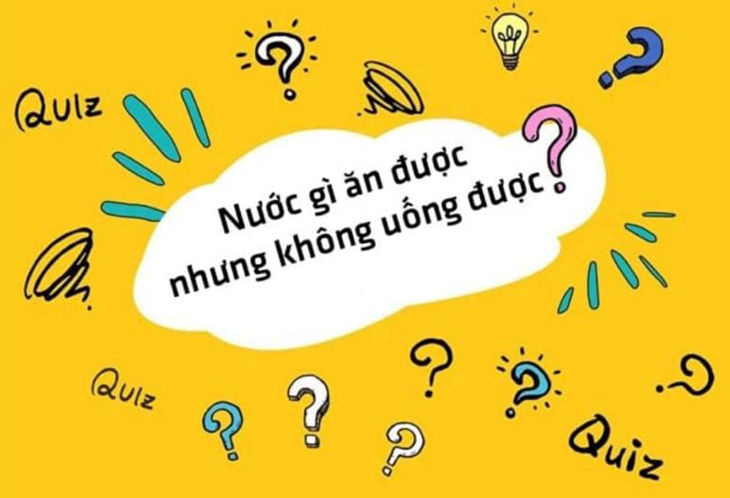 Quiz
Nước gì ăn được
nhưng không uống được?
Quiz
Quiz